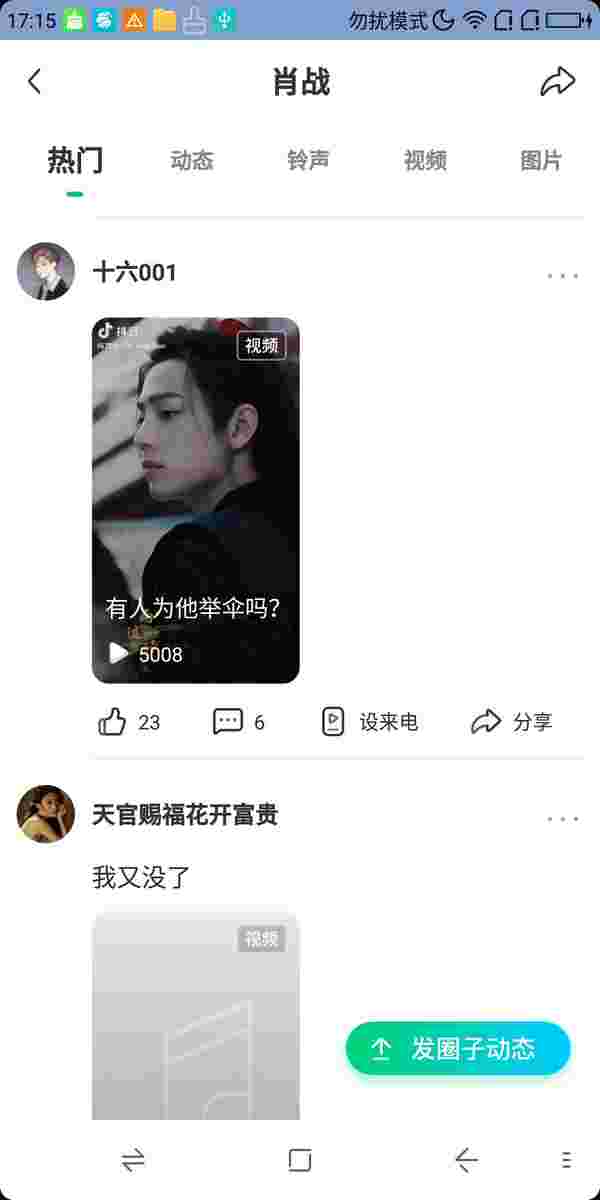 17:15
勿扰模式
肖战
热门 动态 铃声 视频 图片
十六001
抖音
视频
有人为他举伞吗?
5008
23 6 设来电 分享
天官赐福花开富贵
我又没了
视频
发圈子动态